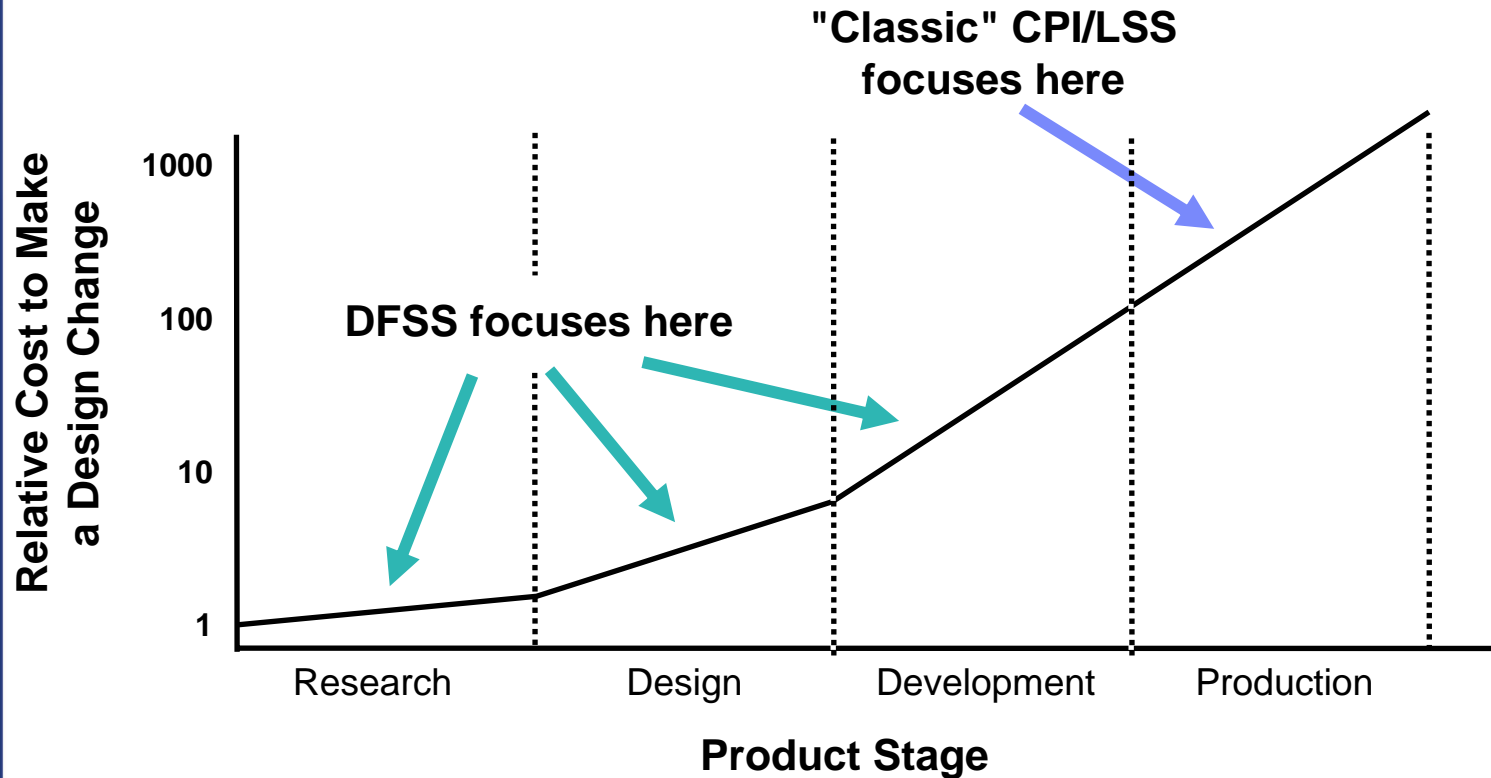 "Classic" CPI/LSS
focuses here
Relative Cost to Make
a Design Change
1000
100
10
1
DFSS focuses here
Research
Design
Development
Production
Product Stage